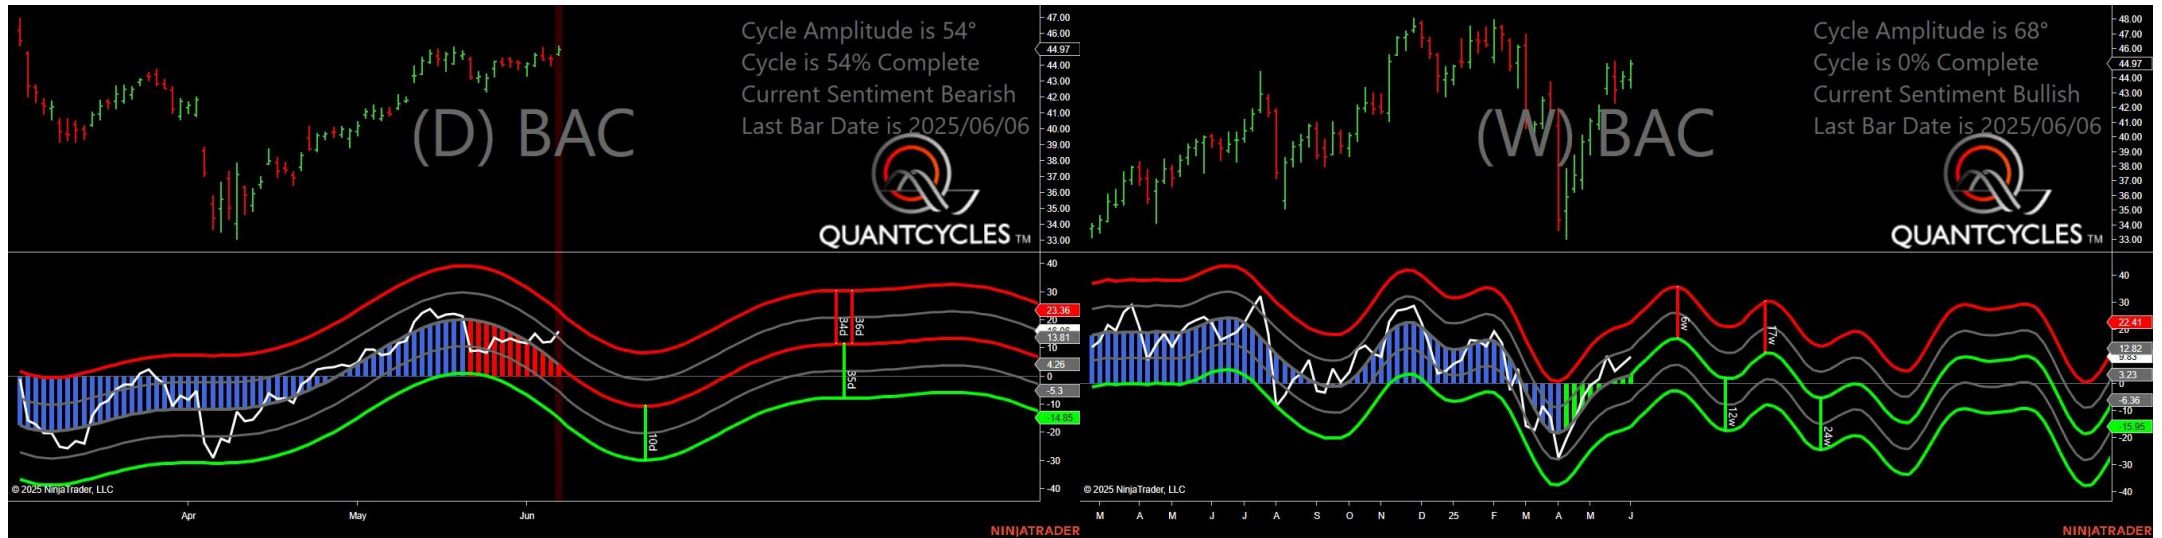 Cycle Amplitude is 54°
Cycle is 54% Complete
Current Sentiment Bearish
Last Bar Date is 2025/06/06
(D) BAC
QUANTCYCLES TM
47.00
46.00
44.97
44.00
43.00
42.00
41.00
40.00
39.00
38.00
37.00
36.00
35.00
34.00
33.00
40
30
23.36
20
13.81
10
4.26
0
-5.3
-10
-14.85
-20
-30
-40
34d
36d
35d
10d
© 2025 NinjaTrader, LLC
Apr
May
Jun
NINJATRADER
Cycle Amplitude is 68°
Cycle is 0% Complete
Current Sentiment Bullish
Last Bar Date is 2025/06/06
(W) BAC
QUANTCYCLES TM
48.00
47.00
46.00
44.97
44.00
43.00
42.00
41.00
40.00
39.00
38.00
37.00
36.00
35.00
34.00
33.00
40
30
22.41
20
12.82
9.83
3.23
0
-6.36
-10
-15.95
-20
-30
-40
6w
17w
12w
24w
© 2025 NinjaTrader, LLC
M A M J J A S O N D 25 F M A M J
NINJATRADER